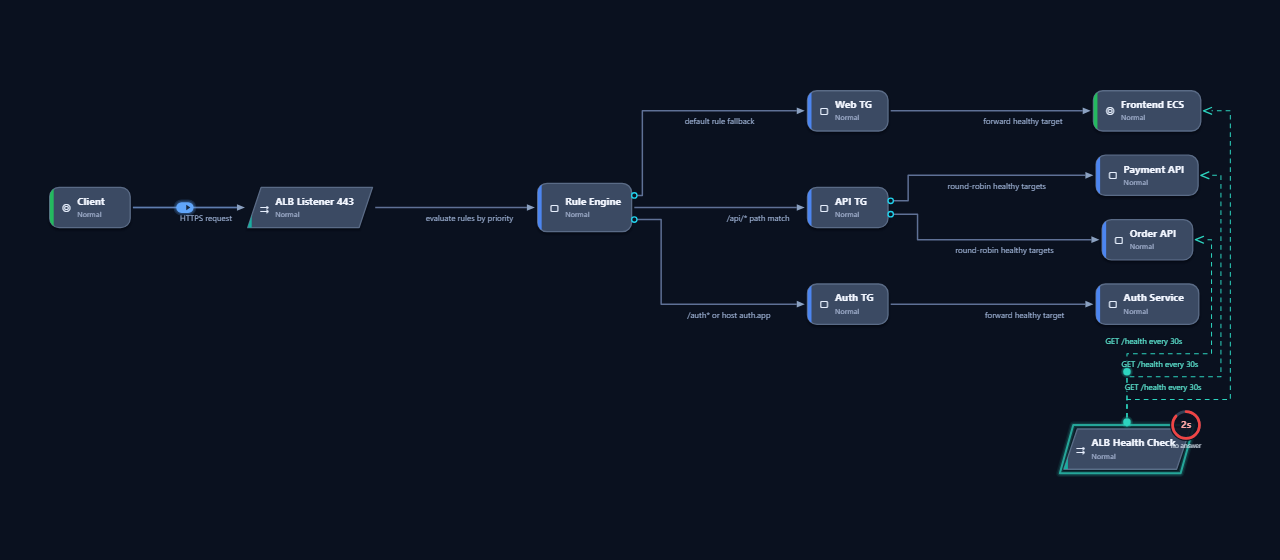 Web TG
Normal
default rule fallback
forward healthy target
Frontend ECS
Normal
Payment API
Normal
round-robin healthy targets
Client
Normal
HTTPS request
ALB Listener 443
Normal
evaluate rules by priority
Rule Engine
Normal
/api/* path match
API TG
Normal
Order API
Normal
round-robin healthy targets
Auth TG
Normal
/auth* or host auth.app
forward healthy target
Auth Service
Normal
GET /health every 30s
GET /health every 30s
GET /health every 30s
2s
ALB Health Check
no answer
Normal